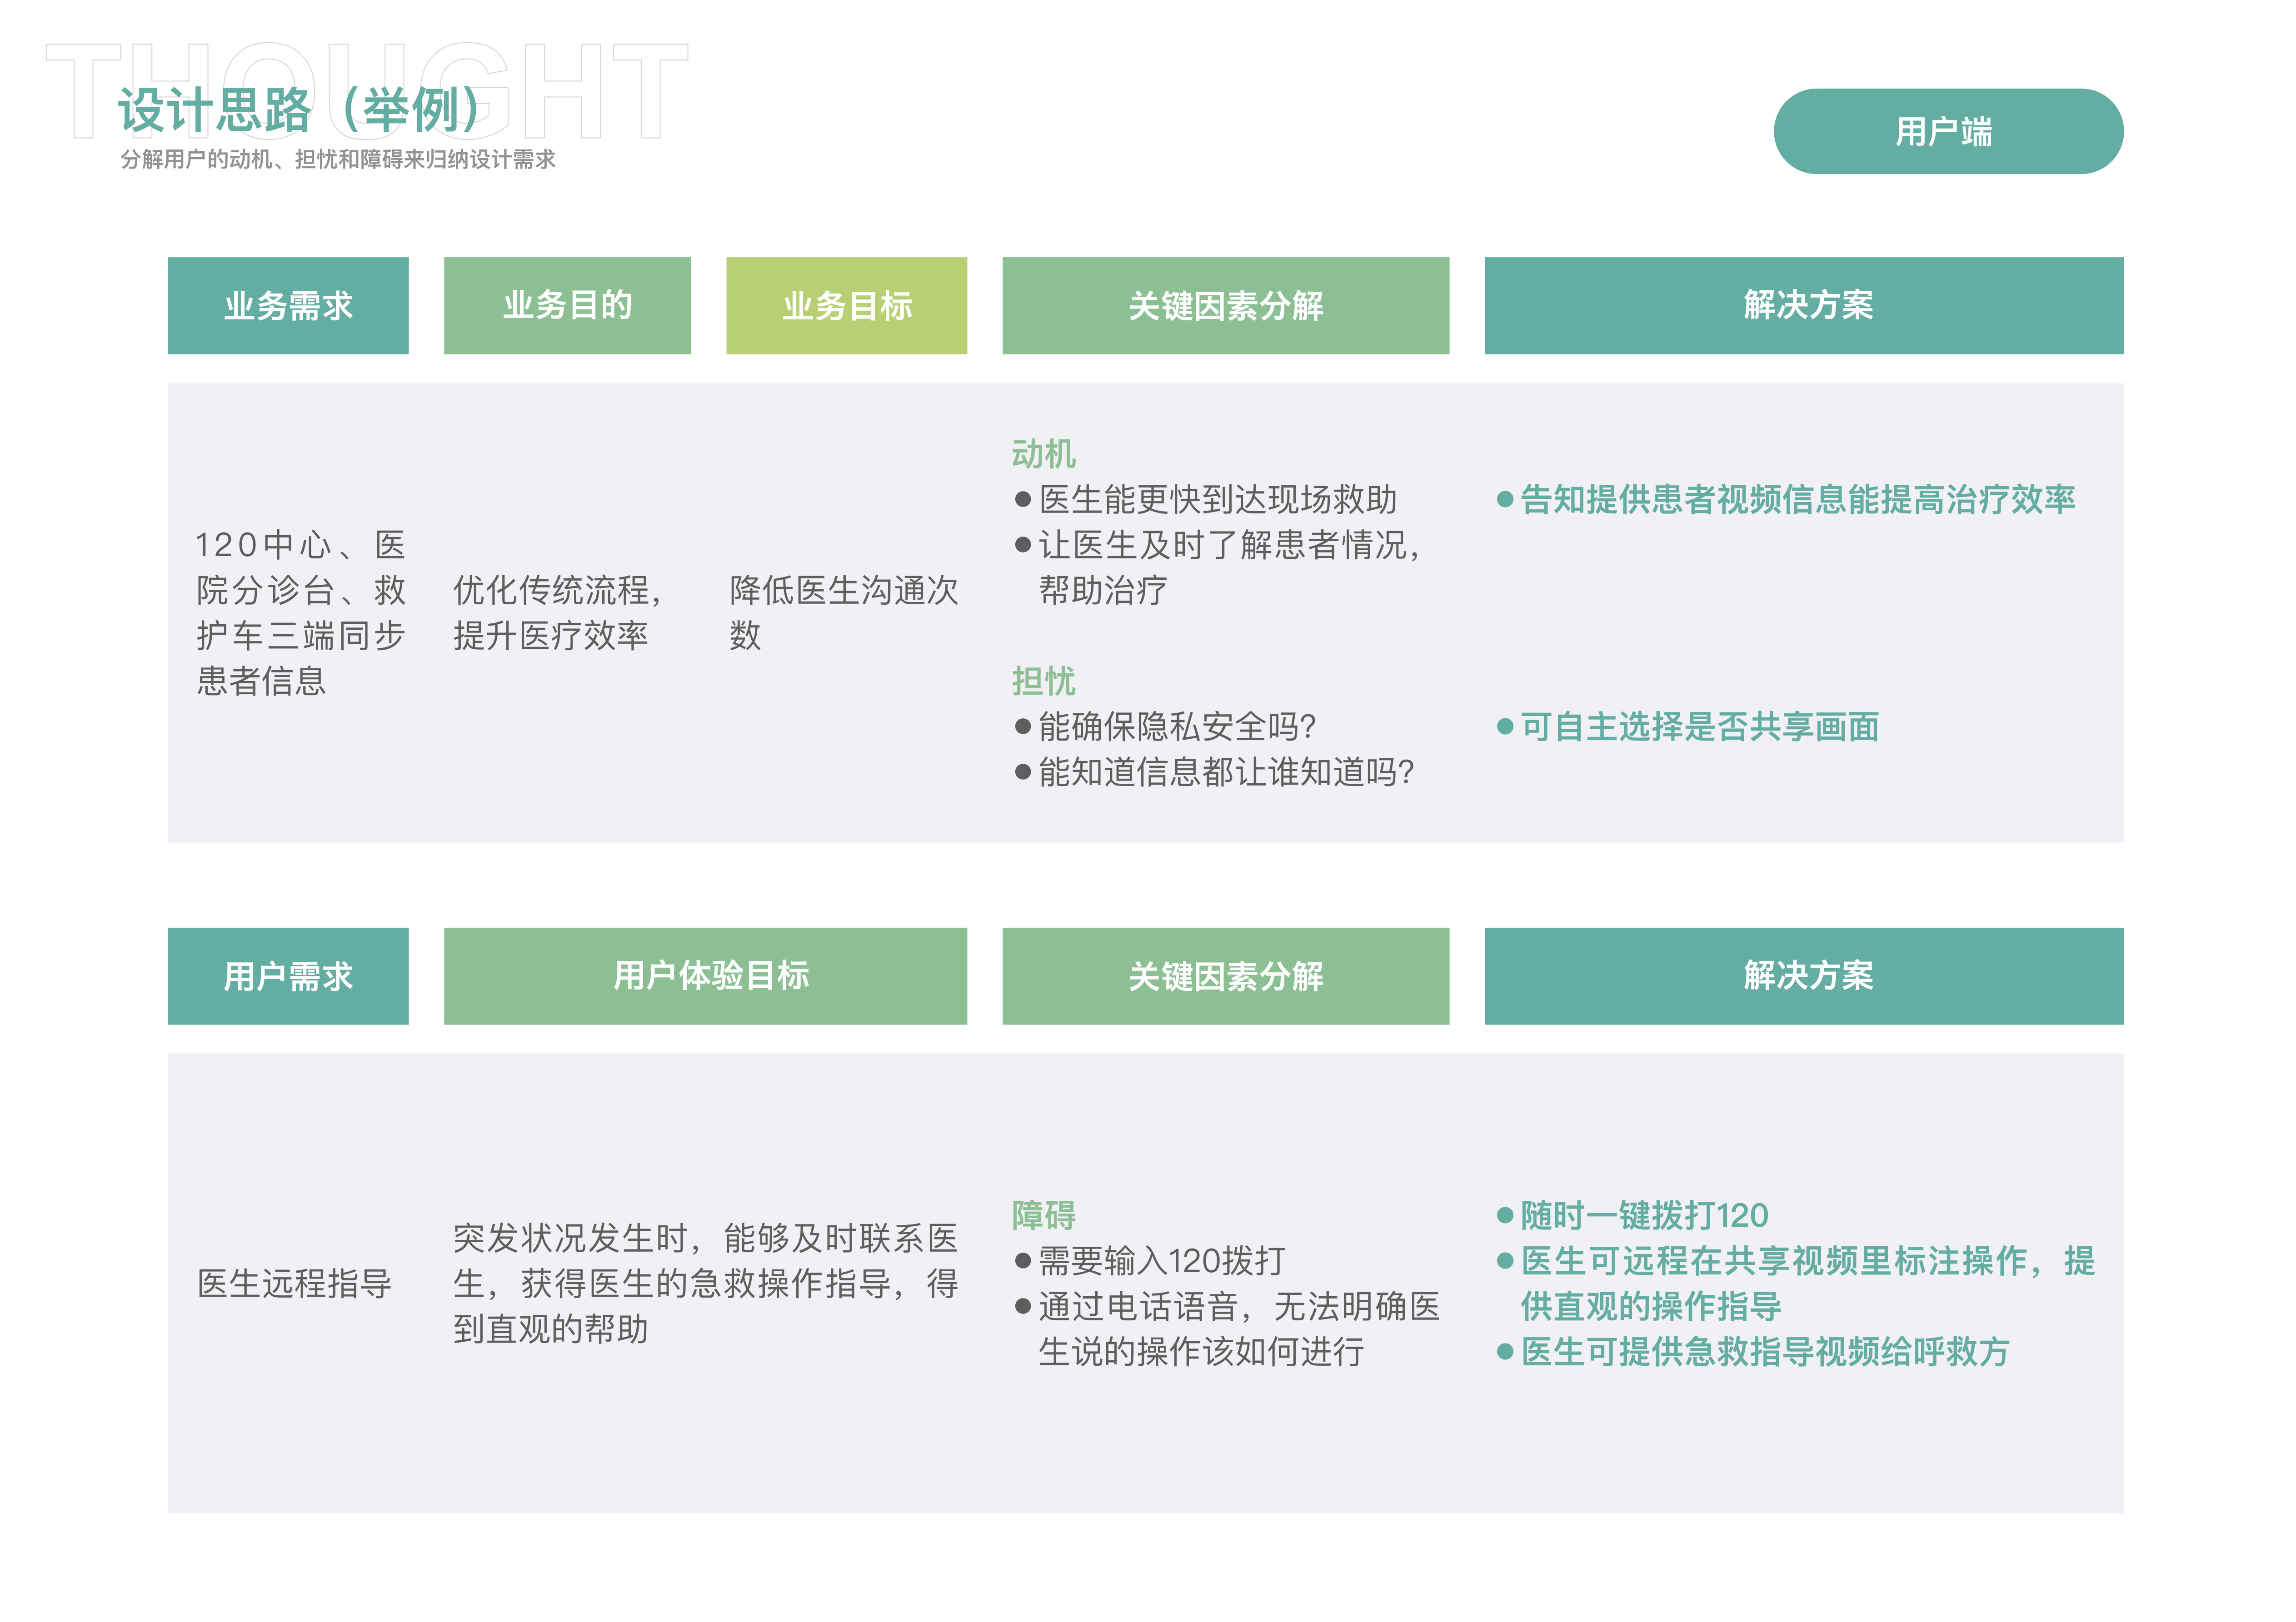 THOUGHT
设计思路（举例）
分解用户的动机、担忧和障碍来归纳设计需求
用户端
业务需求
业务目的
业务目标
关键因素分解
解决方案
120中心、医
院分诊台、救
护车三端同步
患者信息
优化传统流程，
提升医疗效率
降低医生沟通次
数
动机
●医生能更快到达现场救助
●让医生及时了解患者情况，
帮助治疗
担忧
●能确保隐私安全吗？
●能知道信息都让谁知道吗？
●告知提供患者视频信息能提高治疗效率
●可自主选择是否共享画面
用户需求
用户体验目标
关键因素分解
解决方案
医生远程指导
突发状况发生时，能够及时联系医
生，获得医生的急救操作指导，得
到直观的帮助
障碍
●需要输入120拨打
●通过电话语音，无法明确医
生说的操作该如何进行
●随时一键拨打120
●医生可远程在共享视频里标注操作，提
供直观的操作指导
●医生可提供急救指导视频给呼救方